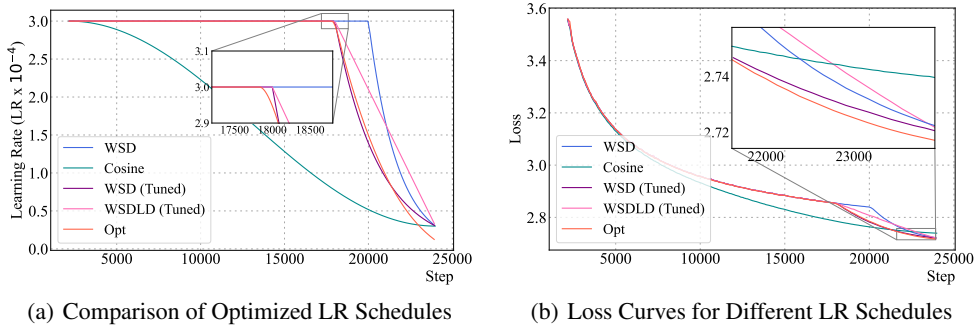 Learning Rate (LR x 10⁻⁴)
3.0
2.5
2.0
1.5
1.0
0.5
0.0
3.1
3.0
2.9
17500 18000 18500
WSD
Cosine
WSD (Tuned)
WSDLD (Tuned)
Opt
5000 10000 15000 20000 25000
Step
(a) Comparison of Optimized LR Schedules
Loss
3.6
3.4
3.2
3.0
2.8
2.6
2.74
2.72
22000 23000
WSD
Cosine
WSD (Tuned)
WSDLD (Tuned)
Opt
5000 10000 15000 20000 25000
Step
(b) Loss Curves for Different LR Schedules